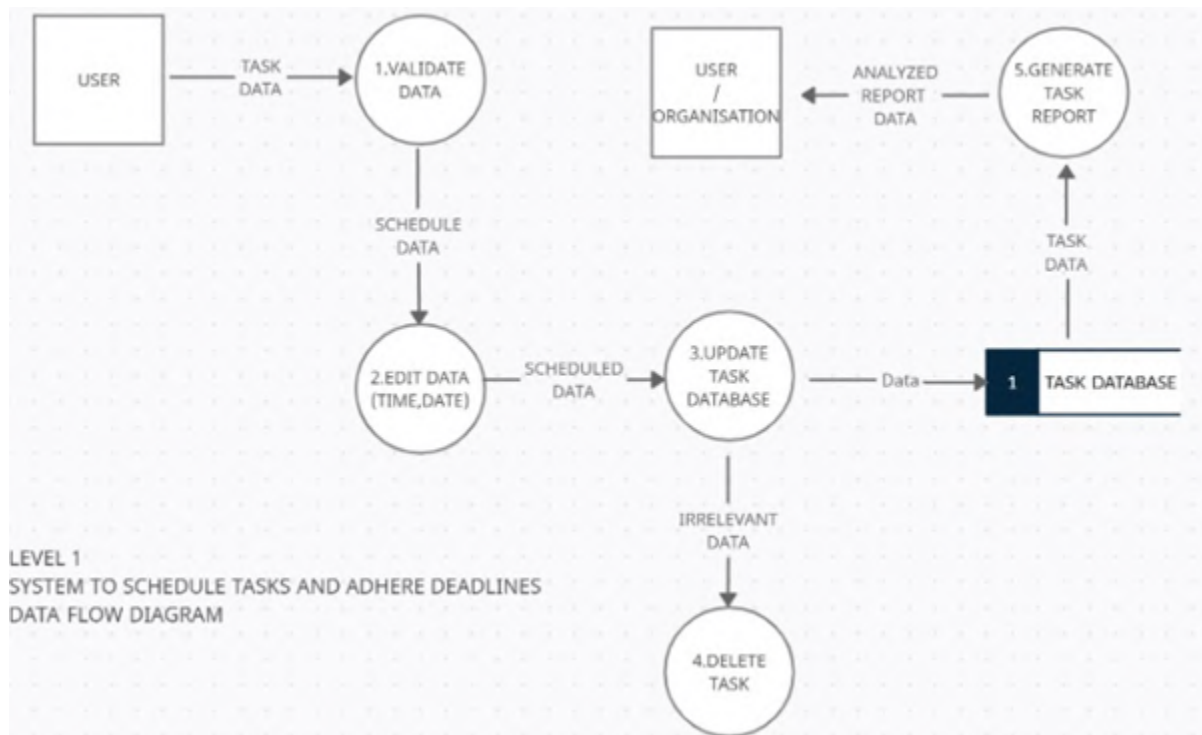 USER
TASK
DATA
1.VALIDATE
DATA
USER
/
ORGANISATION
ANALYZED
REPORT
DATA
5.GENERATE
TASK
REPORT
SCHEDULE
DATA
TASK
DATA
2.EDIT DATA
(TIME,DATE)
SCHEDULED
DATA
3.UPDATE
TASK
DATABASE
Data
1 TASK DATABASE
IRRELEVANT
DATA
4.DELETE
TASK
LEVEL 1
SYSTEM TO SCHEDULE TASKS AND ADHERE DEADLINES
DATA FLOW DIAGRAM